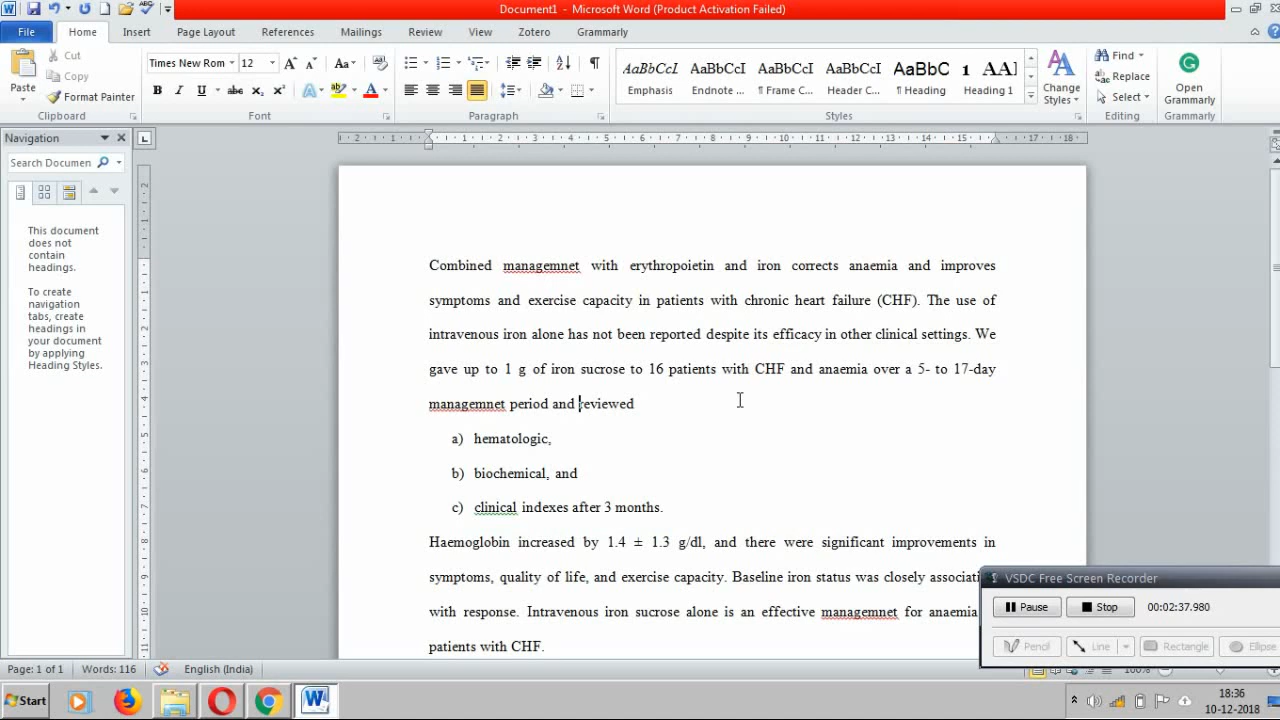 Document1 - Microsoft Word (Product Activation Failed)
File Home Insert Page Layout References Mailings Review View Zotero Grammarly
Paste
Cut
Copy
Format Painter
Clipboard
Times New Rom 12
Font
Paragraph
AaBbCcI AaBbCcI AaBbCcI AaBbCcI AaBbC 1 AA]
Emphasis Endnote ... ¶ Frame C... Header C... ¶ Heading ¶ Heading 1
Change Styles
Styles
Find
Replace
Select
Editing
Open Grammarly
Grammarly
Navigation
Search Documen
This document
does not
contain
headings.
To create
navigation
tabs, create
headings in
your document
by applying
Heading Styles.
Combined managemnet with erythropoietin and iron corrects anaemia and improves
symptoms and exercise capacity in patients with chronic heart failure (CHF). The use of
intravenous iron alone has not been reported despite its efficacy in other clinical settings. We
gave up to 1 g of iron sucrose to 16 patients with CHF and anaemia over a 5- to 17-day
managemnet period and reviewed
a) hematologic,
b) biochemical, and
c) clinical indexes after 3 months.
Haemoglobin increased by 1.4 ± 1.3 g/dl, and there were significant improvements in
symptoms, quality of life, and exercise capacity. Baseline iron status was closely associati
with response. Intravenous iron sucrose alone is an effective managemnet for anaemia
patients with CHF.
VSDC Free Screen Recorder
Pause Stop 00:02:37.980
Pencil Line Rectangle Ellipse
Page: 1 of 1 Words: 116 English (India) 100%
Start 18:36
10-12-2018